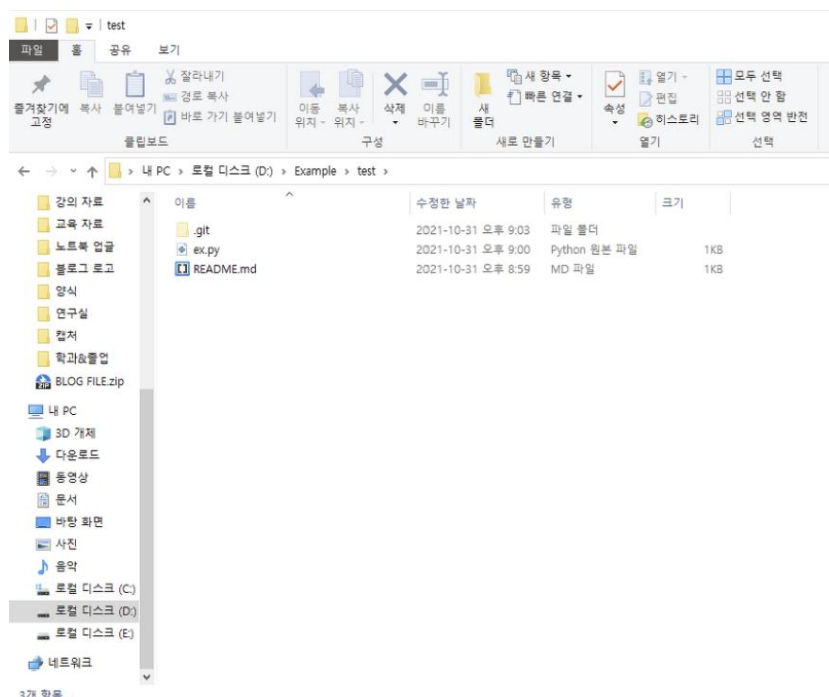 test
파일 홈 공유 보기
즐겨찾기에 고정
복사
붙여넣기
잘라내기
경로 복사
바로 가기 붙여넣기
클립보드
이동 위치
복사 위치
삭제
이름 바꾸기
구성
새 폴더
새 항목
빠른 연결
새로 만들기
속성
열기
편집
히스토리
열기
모두 선택
선택 안 함
선택 영역 반전
선택
내 PC > 로컬 디스크 (D:) > Example > test >
강의 자료
교육 자료
노트북 업글
블로그 로고
양식
연구실
캡처
학과&졸업
BLOG FILE.zip
내 PC
3D 개체
다운로드
동영상
문서
바탕 화면
사진
음악
로컬 디스크 (C:)
로컬 디스크 (D:)
로컬 디스크 (E:)
네트워크
이름 수정한 날짜 유형 크기
.git 2021-10-31 오후 9:03 파일 폴더
ex.py 2021-10-31 오후 9:00 Python 원본 파일 1KB
README.md 2021-10-31 오후 8:59 MD 파일 1KB
3개 항목